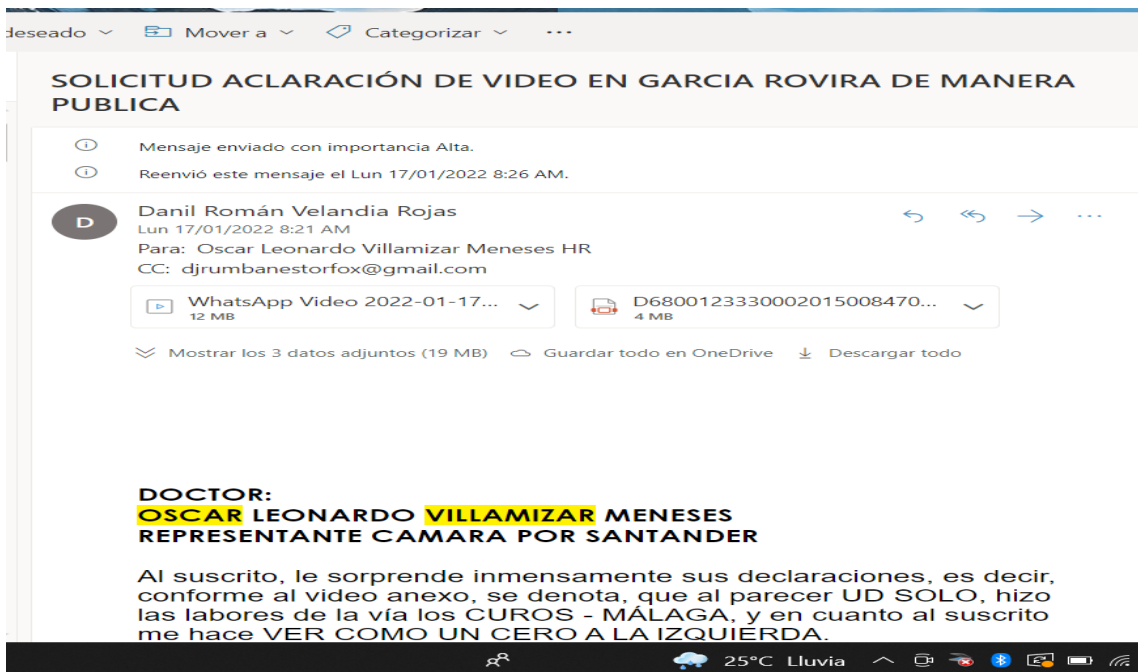 deseado Mover a Categorizar ...
SOLICITUD ACLARACIÓN DE VIDEO EN GARCIA ROVIRA DE MANERA
PUBLICA
Mensaje enviado con importancia Alta.
Reenvió este mensaje el Lun 17/01/2022 8:26 AM.
D
Danil Román Velandia Rojas
Lun 17/01/2022 8:21 AM
Para: Oscar Leonardo Villamizar Meneses HR
CC: djrumbanestorfox@gmail.com
WhatsApp Video 2022-01-17... D6800123330002015008470...
12 MB 4 MB
Mostrar los 3 datos adjuntos (19 MB) Guardar todo en OneDrive Descargar todo
DOCTOR:
OSCAR LEONARDO VILLAMIZAR MENESES
REPRESENTANTE CAMARA POR SANTANDER
Al suscrito, le sorprende inmensamente sus declaraciones, es decir,
conforme al video anexo, se denota, que al parecer UD SOLO, hizo
las labores de la vía los CUROS - MÁLAGA, y en cuanto al suscrito
me hace VER COMO UN CERO A LA IZQUIERDA.
25°C Lluvia